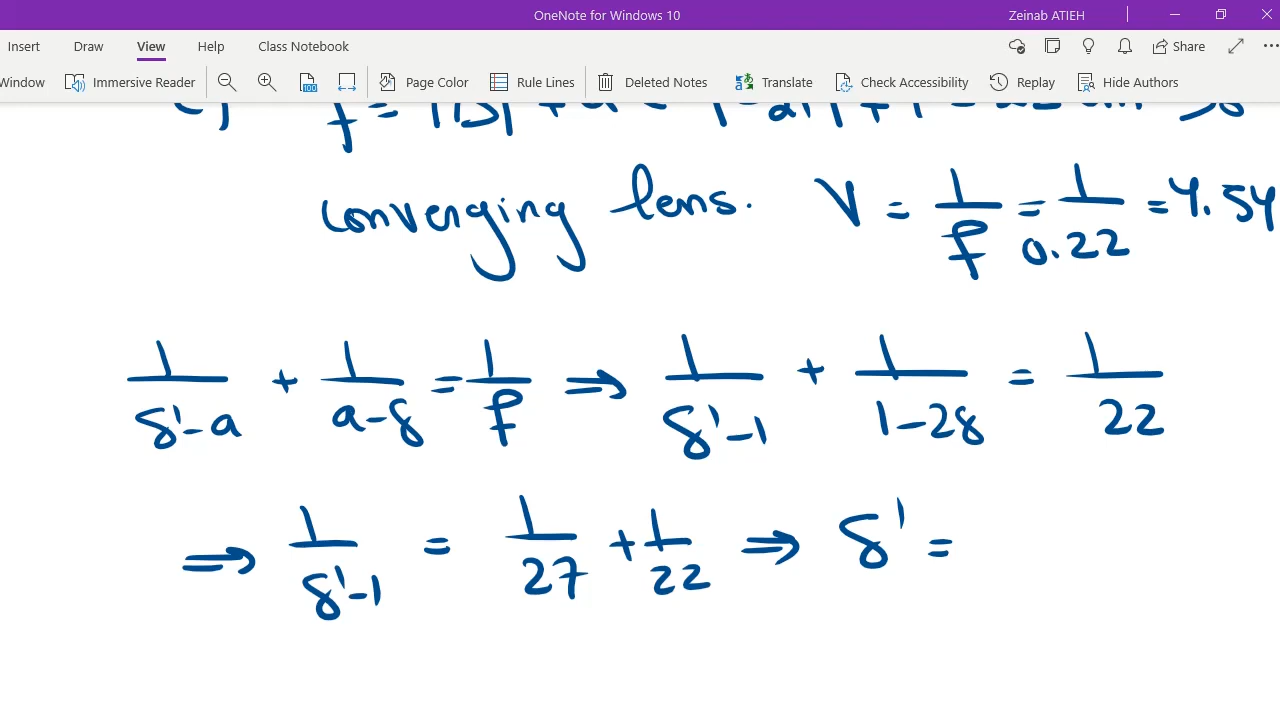 OneNote for Windows 10 Zeinab ATIEH
Insert Draw View Help Class Notebook Share
Window Immersive Reader 100 Page Color Rule Lines Deleted Notes Translate Check Accessibility Replay Hide Authors
converging lens. V = 1/f = 1/0.22 = 4.54
1/(δ'-a) + 1/(a-δ) = 1/f ⇒ 1/(δ'-1) + 1/(1-28) = 1/22
⇒ 1/(δ'-1) = 1/27 + 1/22 ⇒ δ' =